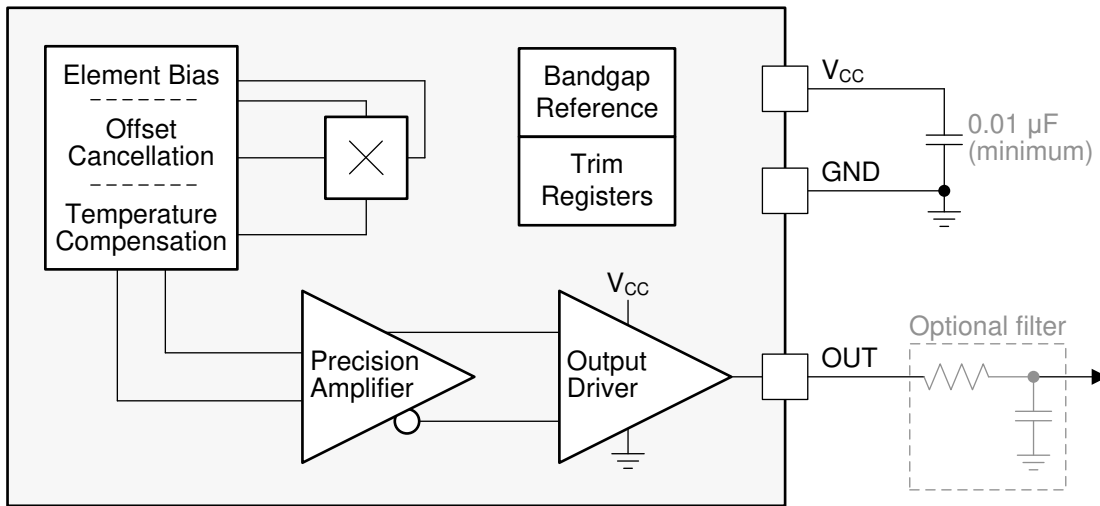 Element Bias
Offset
Cancellation
Temperature
Compensation
Bandgap
Reference
Trim
Registers
VCC
GND
0.01 µF
(minimum)
VCC
Precision
Amplifier
Output
Driver
OUT
Optional filter